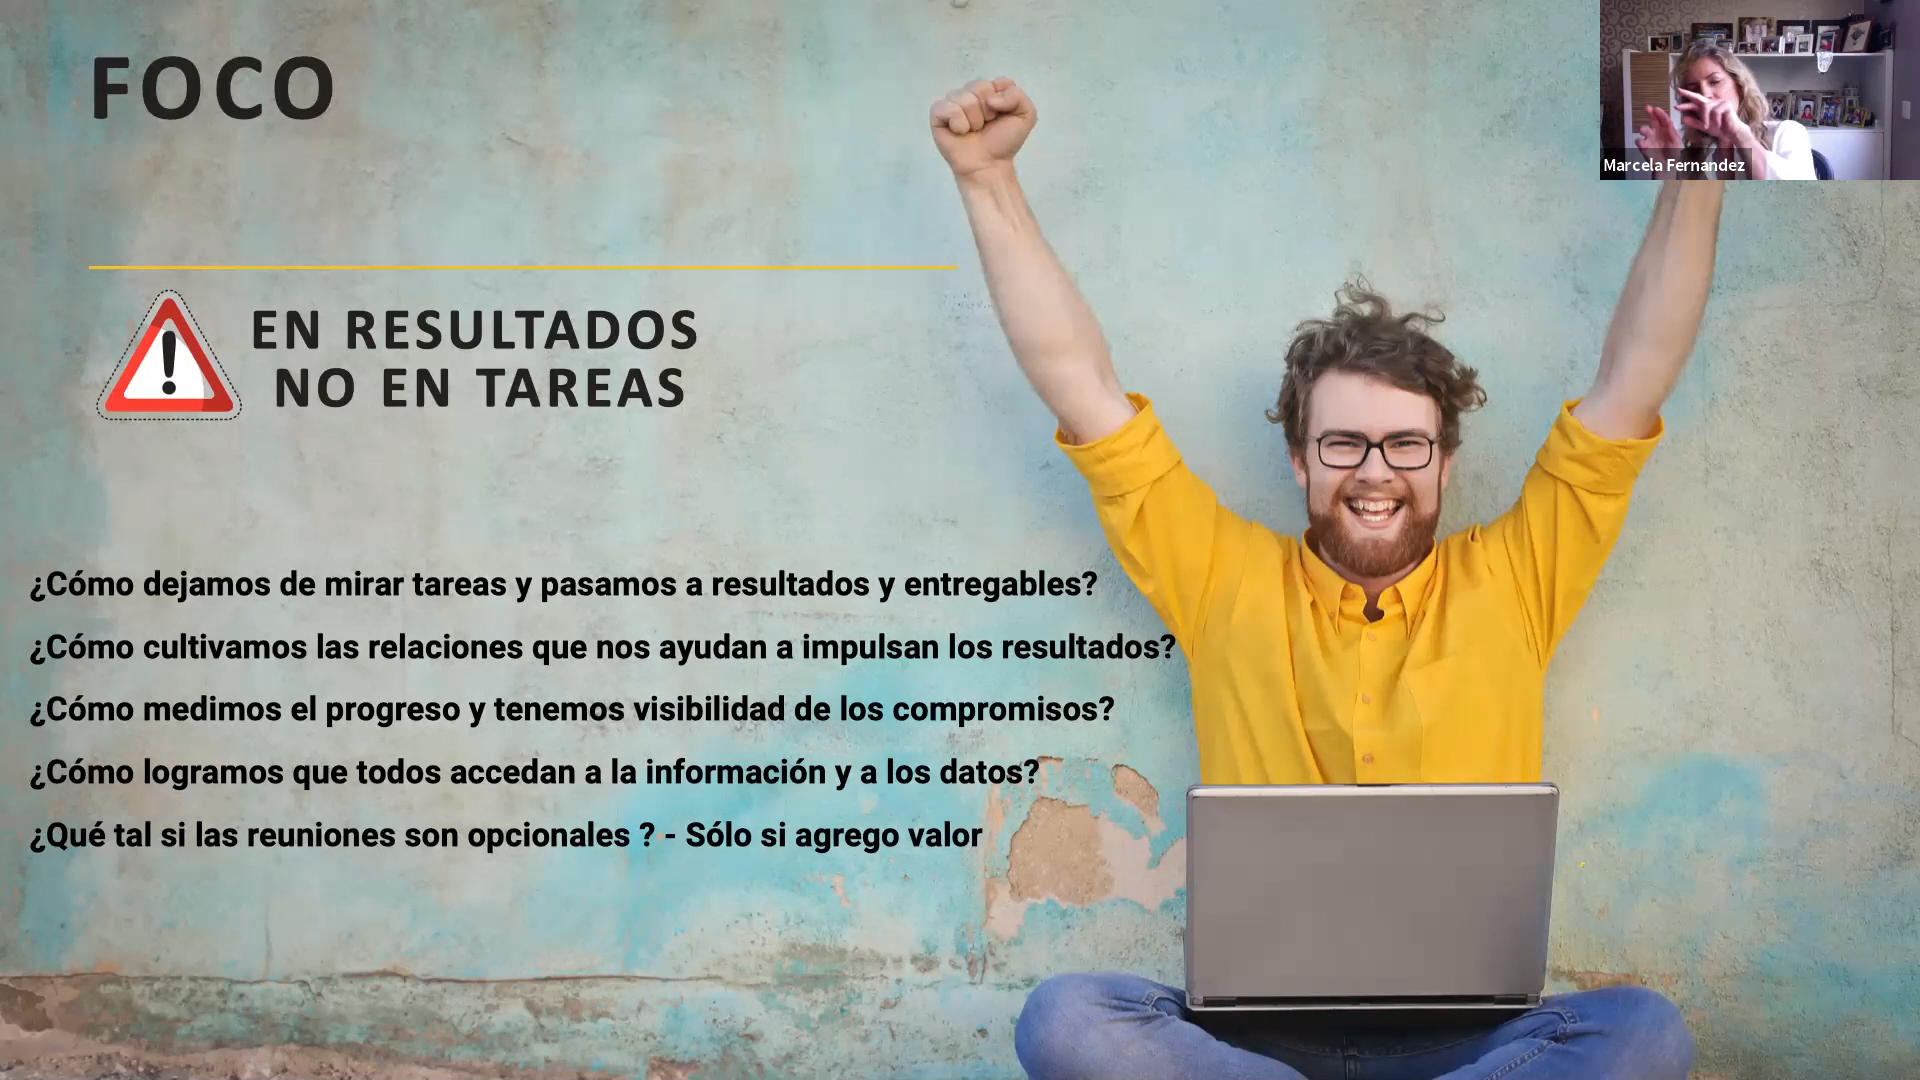 FOCO
EN RESULTADOS
NO EN TAREAS
¿Cómo dejamos de mirar tareas y pasamos a resultados y entregables?
¿Cómo cultivamos las relaciones que nos ayudan a impulsan los resultados?
¿Cómo medimos el progreso y tenemos visibilidad de los compromisos?
¿Cómo logramos que todos accedan a la información y a los datos?
¿Qué tal si las reuniones son opcionales ? - Sólo si agrego valor
Marcela Fernandez